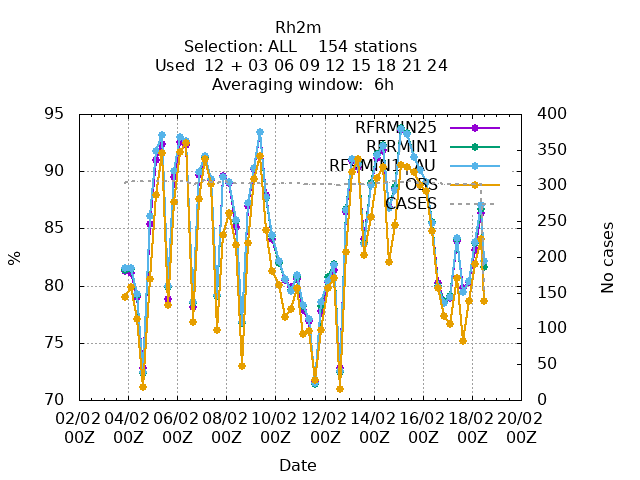 Rh2m
Selection: ALL    154 stations
Used  12 + 03 06 09 12 15 18 21 24
Averaging window:  6h
95
90
85
80
75
70
%
400
350
300
250
200
150
100
50
0
No cases
RFRMIN25
RFRMIN1
OBS
CASES
02/02 04/02 06/02 08/02 10/02 12/02 14/02 16/02 18/02 20/02
00Z 00Z 00Z 00Z 00Z 00Z 00Z 00Z 00Z 00Z
Date